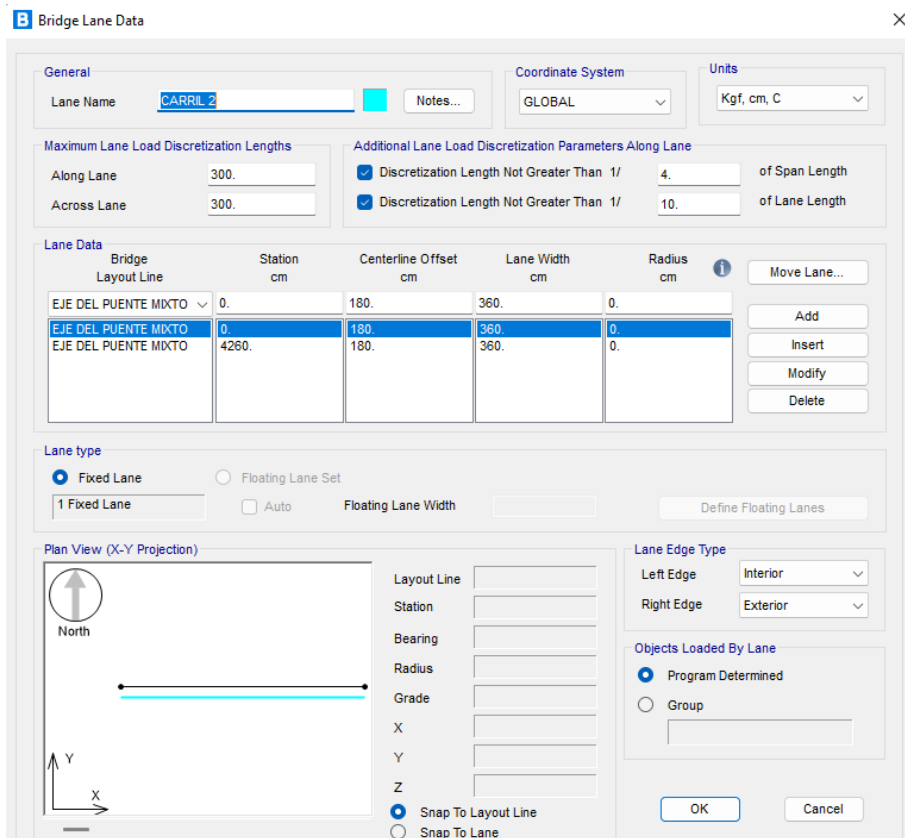 B Bridge Lane Data
General
Lane Name CARRIL 2 Notes...
Coordinate System
GLOBAL
Units
Kgf, cm, C
Maximum Lane Load Discretization Lengths
Along Lane 300.
Across Lane 300.
Additional Lane Load Discretization Parameters Along Lane
Discretization Length Not Greater Than 1/ 4. of Span Length
Discretization Length Not Greater Than 1/ 10. of Lane Length
Lane Data
Bridge Station Centerline Offset Lane Width Radius
Layout Line cm cm cm cm
EJE DEL PUENTE MIXTO 0. 180. 360. 0.
EJE DEL PUENTE MIXTO 0. 180. 360. 0.
EJE DEL PUENTE MIXTO 4260. 180. 360. 0.
Move Lane...
Add
Insert
Modify
Delete
Lane type
Fixed Lane Floating Lane Set
1 Fixed Lane Auto Floating Lane Width Define Floating Lanes
Plan View (X-Y Projection)
North
Y
X
Layout Line
Station
Bearing
Radius
Grade
X
Y
Z
Snap To Layout Line
Snap To Lane
Lane Edge Type
Left Edge Interior
Right Edge Exterior
Objects Loaded By Lane
Program Determined
Group
OK Cancel